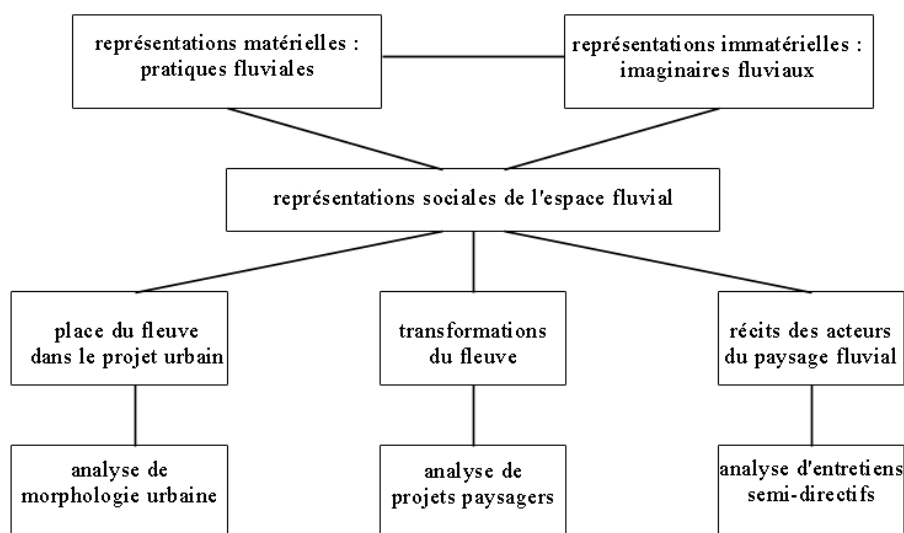 représentations matérielles :
pratiques fluviales
représentations immatérielles :
imaginaires fluviaux
représentations sociales de l'espace fluvial
place du fleuve
dans le projet urbain
transformations
du fleuve
récits des acteurs
du paysage fluvial
analyse de
morphologie urbaine
analyse de
projets paysagers
analyse d'entretiens
semi-directifs